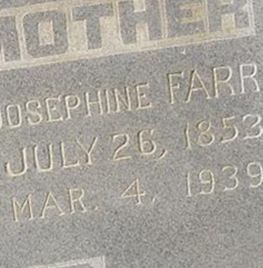 MOTHER
JOSEPHINE FARR
JULY 26, 1853
MAR. 4, 1939